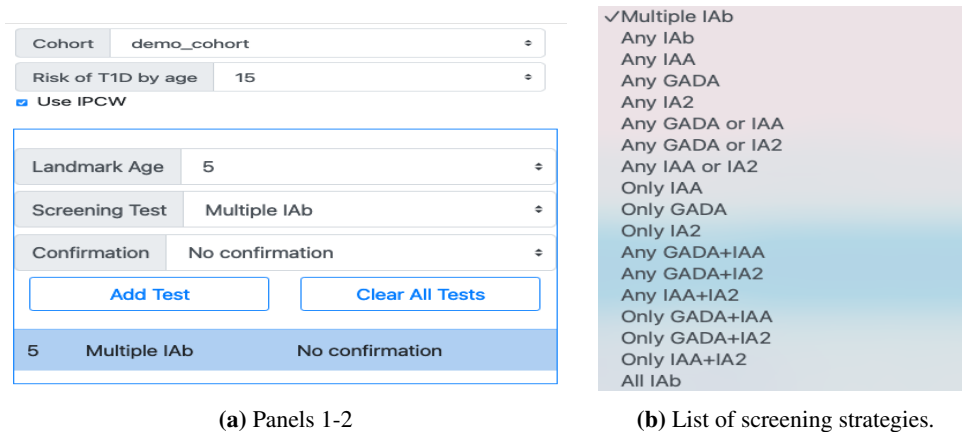 Cohort demo_cohort
Risk of T1D by age 15
Use IPCW
Landmark Age 5
Screening Test Multiple IAb
Confirmation No confirmation
Add Test Clear All Tests
5 Multiple IAb No confirmation
(a) Panels 1-2
✓Multiple IAb
Any IAb
Any IAA
Any GADA
Any IA2
Any GADA or IAA
Any GADA or IA2
Any IAA or IA2
Only IAA
Only GADA
Only IA2
Any GADA+IAA
Any GADA+IA2
Any IAA+IA2
Only GADA+IAA
Only GADA+IA2
Only IAA+IA2
All IAb
(b) List of screening strategies.